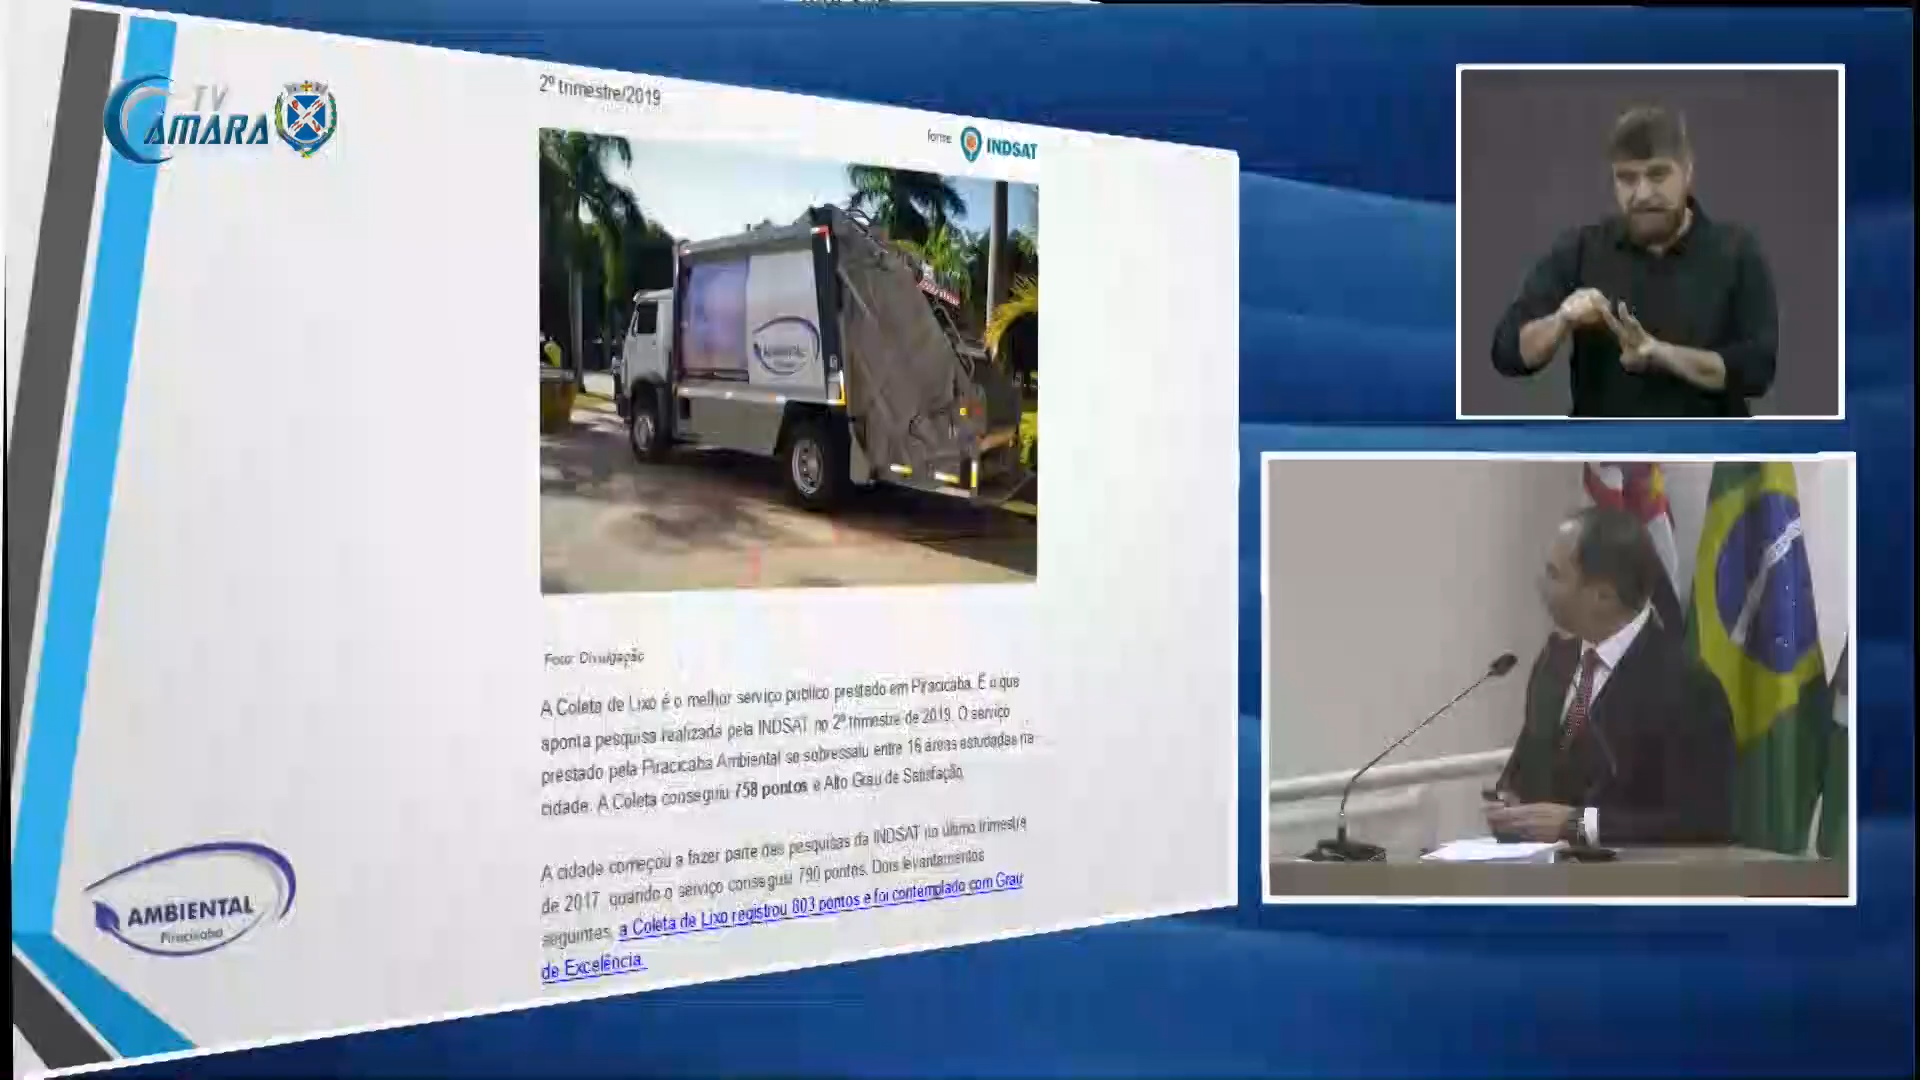 TV
CAMARA
2º trimestre/2019
fonte INDSAT
AMBIENTAL
Foto: Divulgação
A Coleta de Lixo é o melhor serviço público prestado em Piracicaba. É o que
aponta pesquisa realizada pela INDSAT no 2º trimestre de 2019. O serviço
prestado pela Piracicaba Ambiental se sobressaiu entre 16 áreas estudadas na
cidade. A Coleta conseguiu 758 pontos e Alto Grau de Satisfação.
A cidade começou a fazer parte das pesquisas da INDSAT no último trimestre
de 2017, quando o serviço conseguiu 790 pontos. Dois levantamentos
seguintes, a Coleta de Lixo registrou 803 pontos e foi contemplado com Grau
de Excelência.
AMBIENTAL
Piracicaba